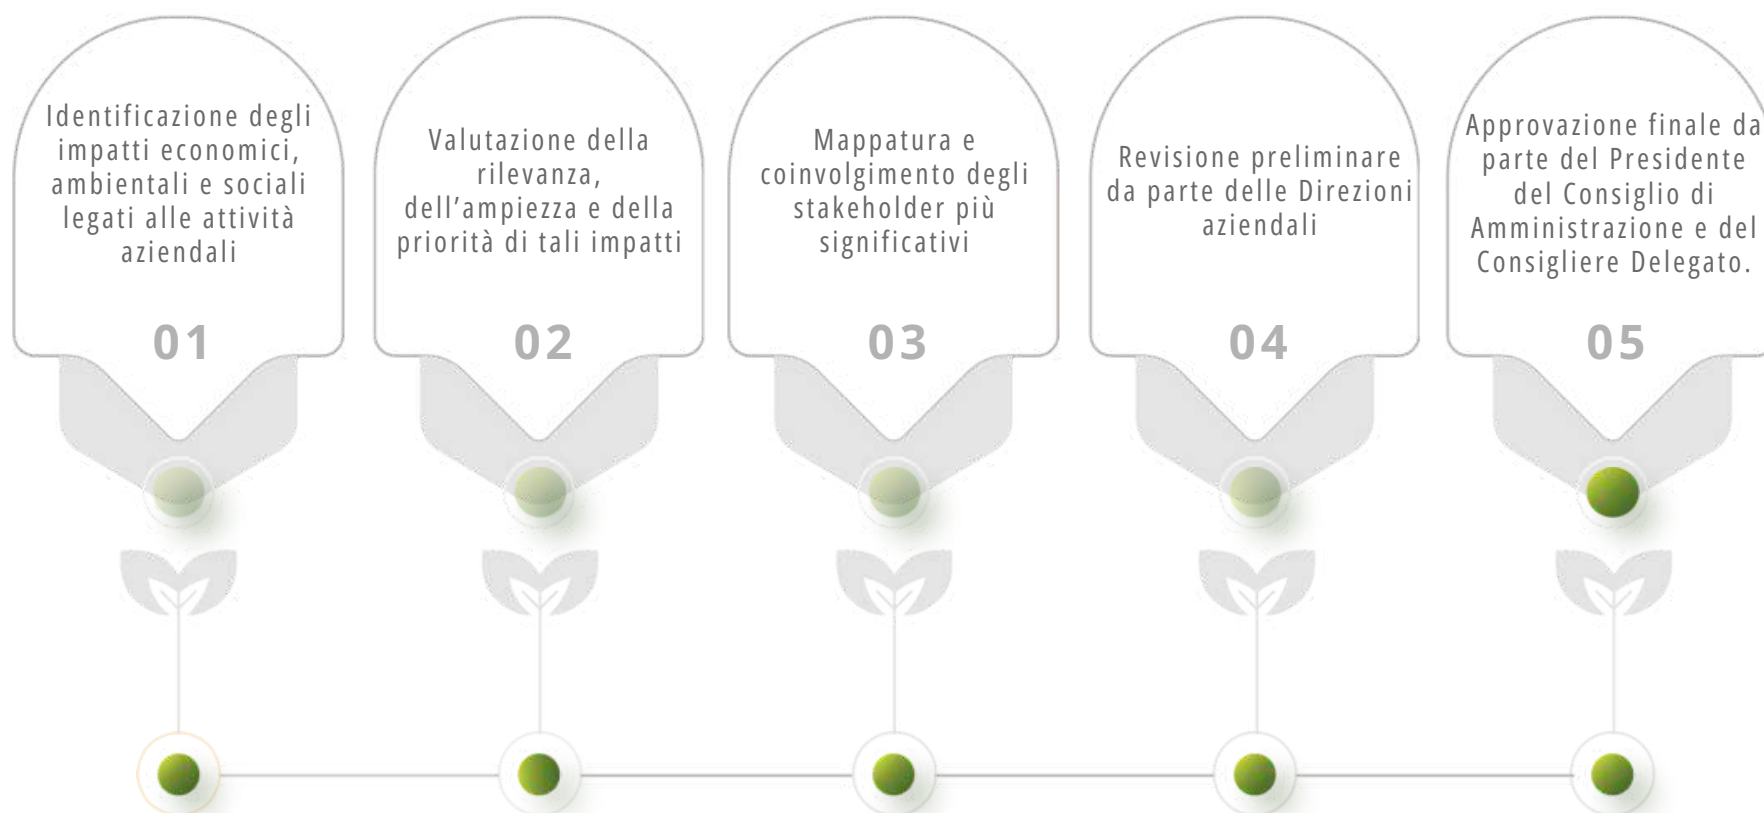 Identificazione degli
impatti economici,
ambientali e sociali
legati alle attività
aziendali
01
Valutazione della
rilevanza,
dell’ampiezza e della
priorità di tali impatti
02
Mappatura e
coinvolgimento degli
stakeholder più
significativi
03
Revisione preliminare
da parte delle Direzioni
aziendali
04
Approvazione finale da
parte del Presidente
del Consiglio di
Amministrazione e del
Consigliere Delegato.
05